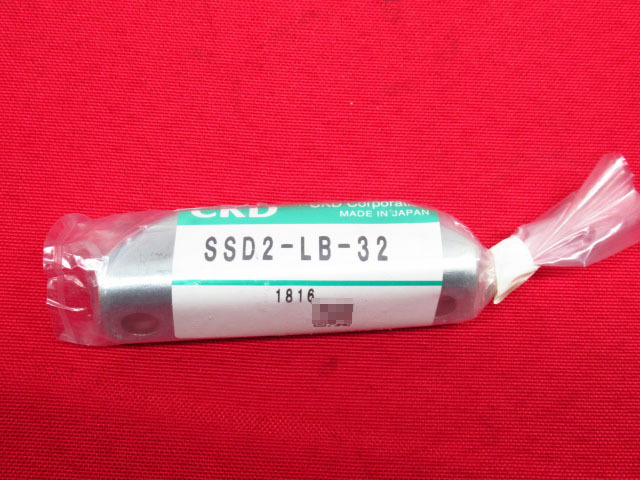 CKD
CKD Corporation
MADE IN JAPAN
SSD2-LB-32
1816